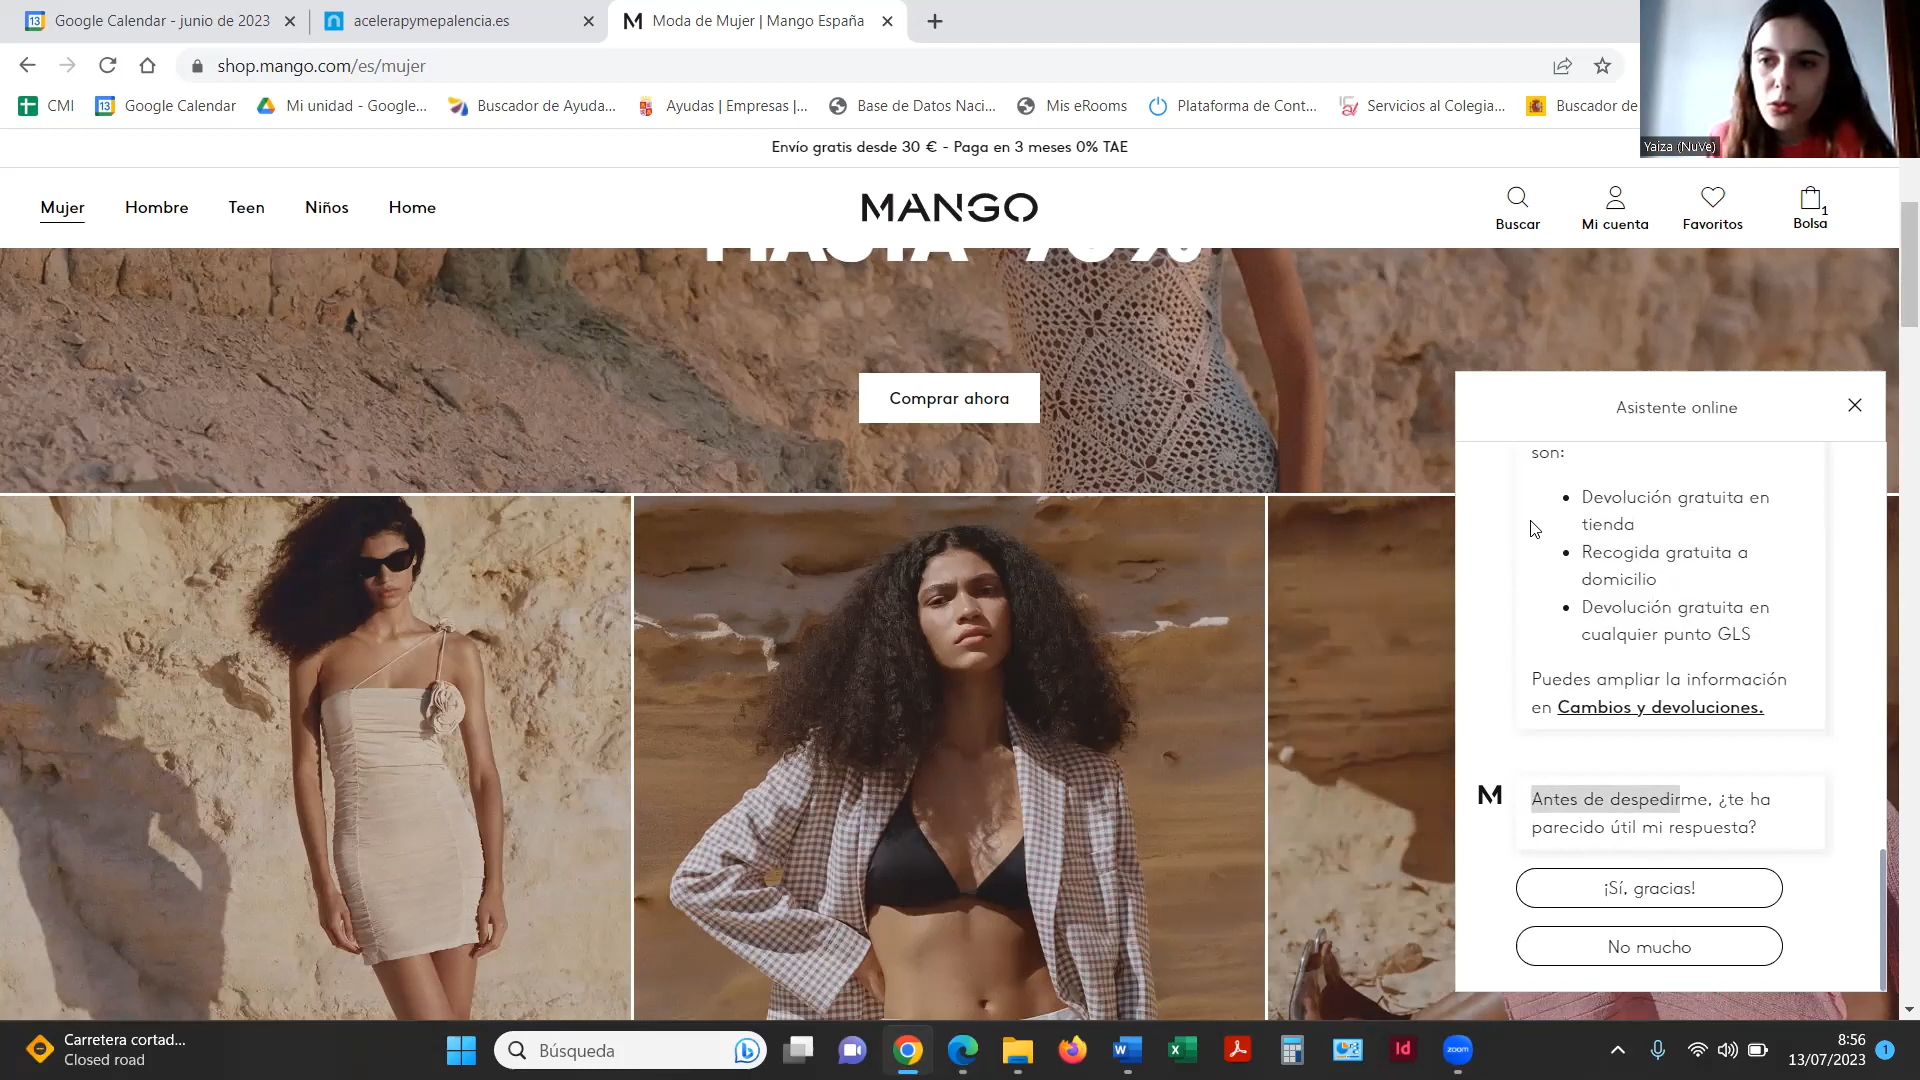 Google Calendar - junio de 2023
acelerapymepalencia.es
Moda de Mujer | Mango España
shop.mango.com/es/mujer
CMI
Google Calendar
Mi unidad - Google...
Buscador de Ayuda...
Ayudas | Empresas |...
Base de Datos Naci...
Mis eRooms
Plataforma de Cont...
Servicios al Colegia...
Buscador de
Yaiza (NuVe)
Envío gratis desde 30 € - Paga en 3 meses 0% TAE
Mujer
Hombre
Teen
Niños
Home
MANGO
Buscar
Mi cuenta
Favoritos
1
Bolsa
HASTA -70%
Comprar ahora
Asistente online
son:
Devolución gratuita en
tienda
Recogida gratuita a
domicilio
Devolución gratuita en
cualquier punto GLS
Puedes ampliar la información
en Cambios y devoluciones.
M
Antes de despedirme, ¿te ha
parecido útil mi respuesta?
¡Sí, gracias!
No mucho
Carretera cortad...
Closed road
Búsqueda
zoom
8:56
13/07/2023
1